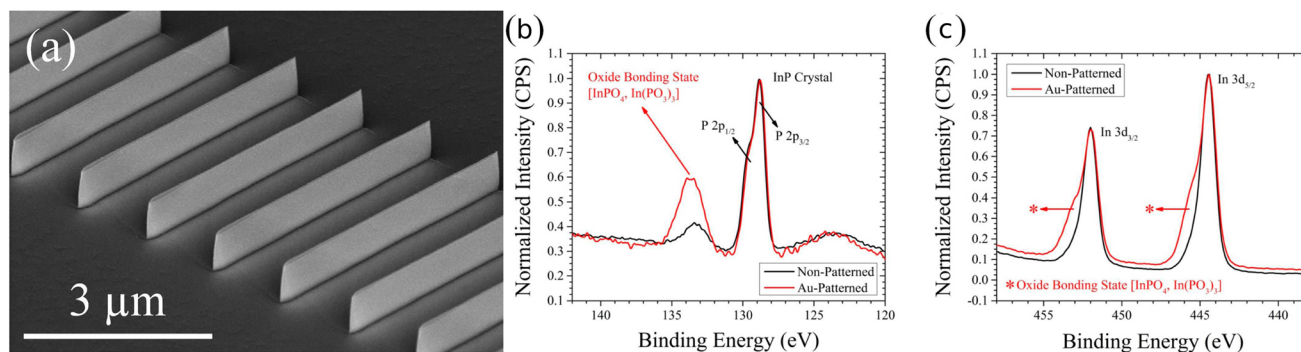 (a)
3 μm
(b)
Normalized Intensity (CPS)
1.1
1.0
0.9
0.8
0.7
0.6
0.5
0.4
0.3
0.2
0.1
Oxide Bonding State
[InPO₄, In(PO₃)₃]
InP Crystal
P 2p₁/₂
P 2p₃/₂
Non-Patterned
Au-Patterned
140 135 130 125 120
Binding Energy (eV)
(c)
Normalized Intensity (CPS)
1.1
1.0
0.9
0.8
0.7
0.6
0.5
0.4
0.3
0.2
0.1
0.0
-0.1
Non-Patterned
Au-Patterned
In 3d₅/₂
In 3d₃/₂
*
*
*Oxide Bonding State [InPO₄, In(PO₃)₃]
455 450 445 440
Binding Energy (eV)